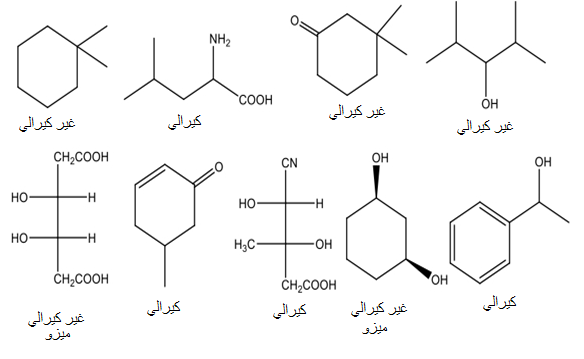 NH₂
COOH
O
OH
غير كيرالي
كيرالي
غير كيرالي
غير كيرالي
CH₂COOH
HO
H
HO
H
CH₂COOH
O
CN
HO
H
H₃C
OH
CH₂COOH
OH
OH
OH
غير كيرالي
ميزو
كيرالي
كيرالي
غير كيرالي
ميزو
كيرالي